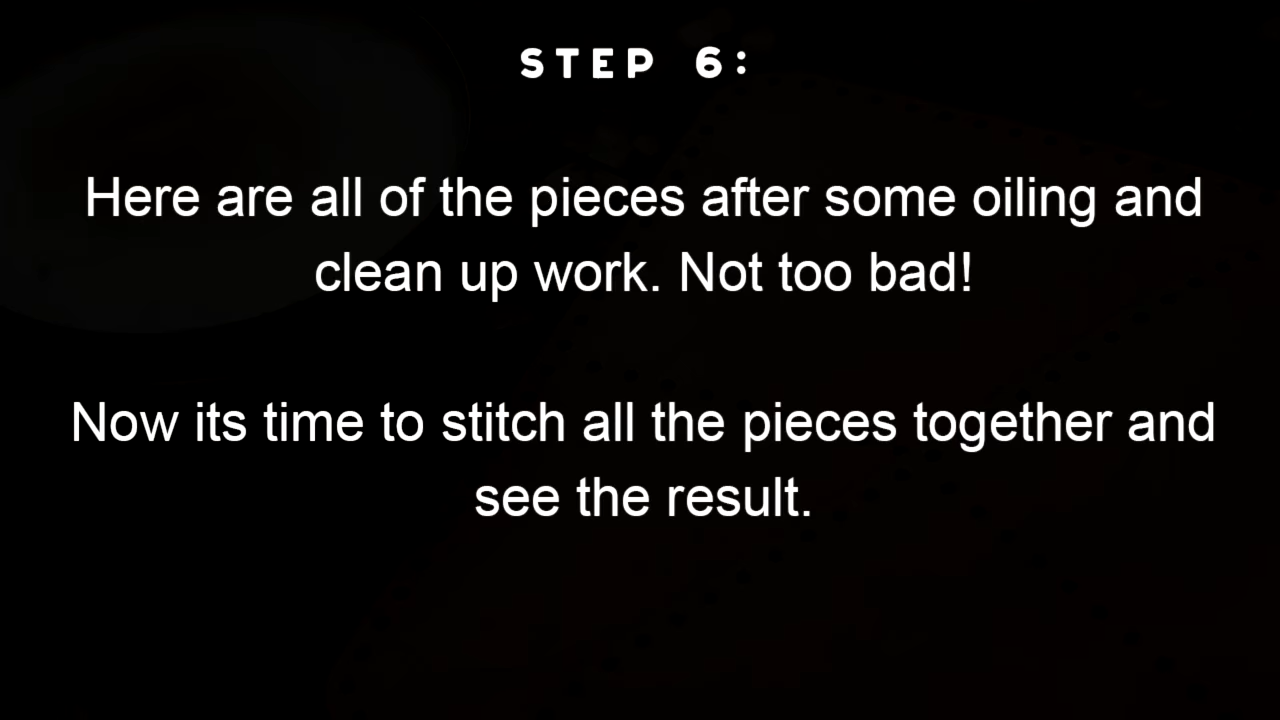 STEP 6:
Here are all of the pieces after some oiling and
clean up work. Not too bad!
Now its time to stitch all the pieces together and
see the result.